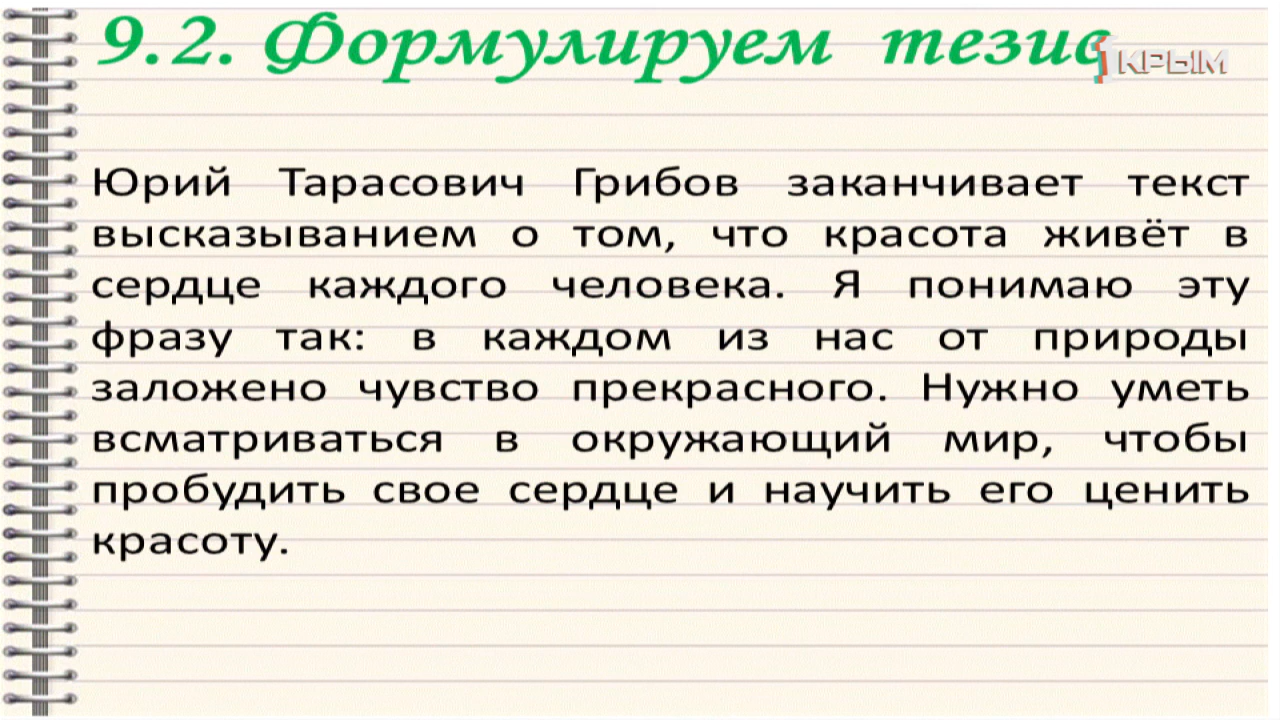 9.2. Формулируем тезис
КРЫМ
Юрий Тарасович Грибов заканчивает текст
высказыванием о том, что красота живёт в
сердце каждого человека. Я понимаю эту
фразу так: в каждом из нас от природы
заложено чувство прекрасного. Нужно уметь
всматриваться в окружающий мир, чтобы
пробудить свое сердце и научить его ценить
красоту.